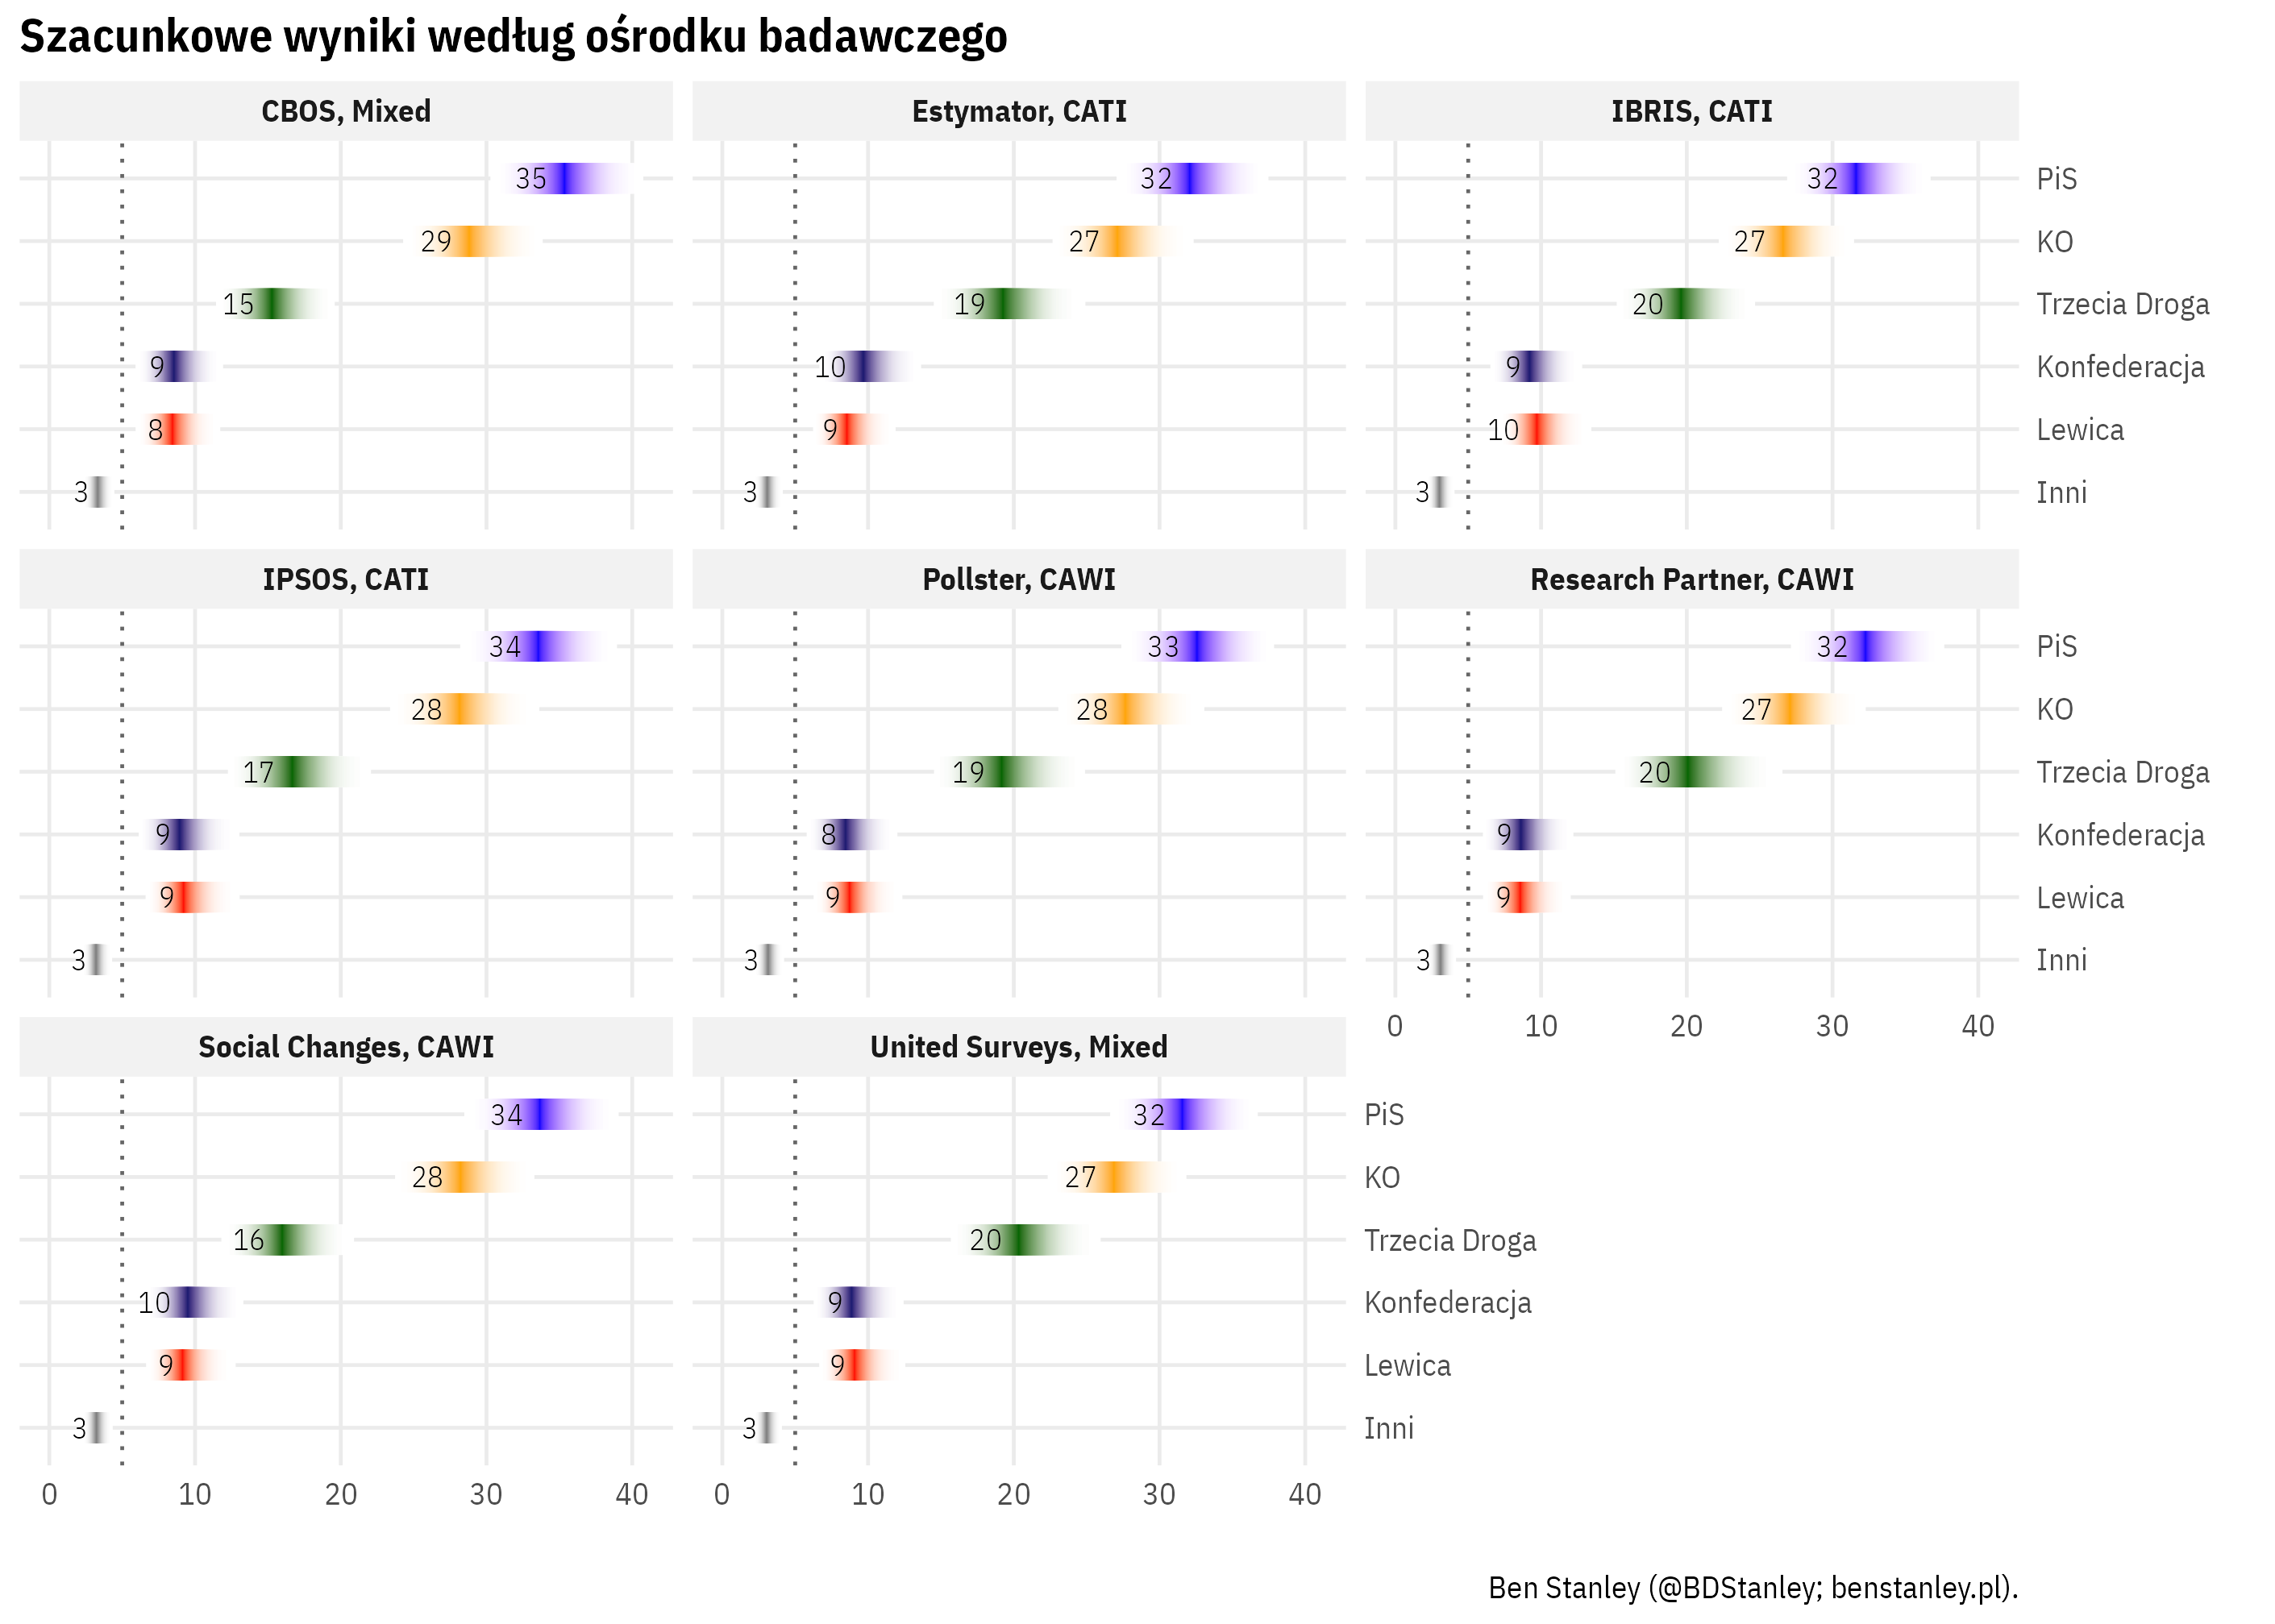 Szacunkowe wyniki według ośrodku badawczego
CBOS, Mixed
Estymator, CATI
IBRIS, CATI
35
32
32
PiS
29
27
27
KO
15
19
20
Trzecia Droga
9
10
9
Konfederacja
8
9
10
Lewica
3
3
3
Inni
IPSOS, CATI
Pollster, CAWI
Research Partner, CAWI
34
33
32
PiS
28
28
27
KO
17
19
20
Trzecia Droga
9
8
9
Konfederacja
9
9
9
Lewica
3
3
3
Inni
0 10 20 30 40
Social Changes, CAWI
United Surveys, Mixed
34
32
PiS
28
27
KO
16
20
Trzecia Droga
10
9
Konfederacja
9
9
Lewica
3
3
Inni
0 10 20 30 40
0 10 20 30 40
Ben Stanley (@BDStanley; benstanley.pl).